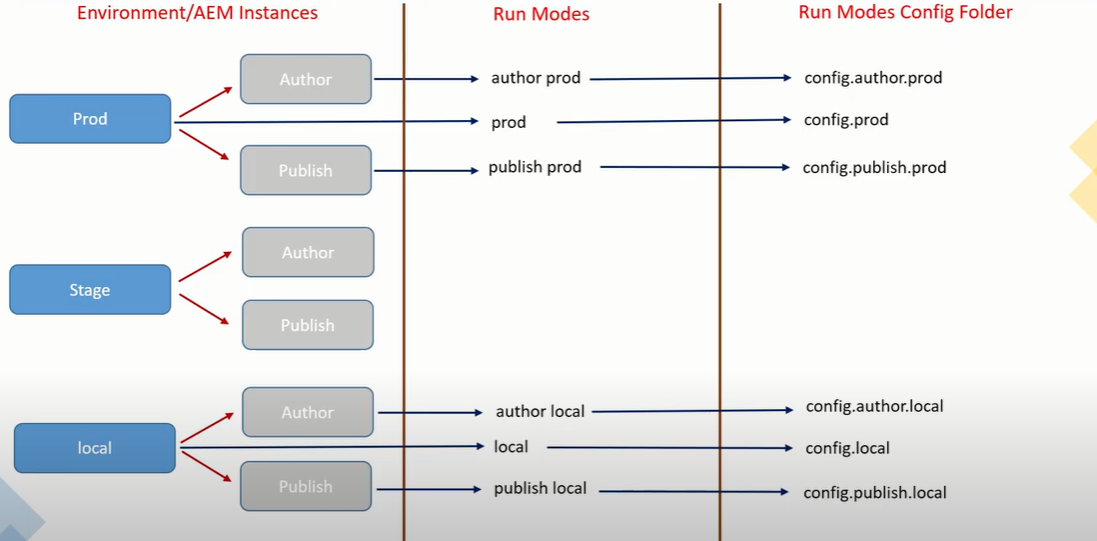 Environment/AEM Instances
Run Modes
Run Modes Config Folder
Author
author prod
config.author.prod
Prod
prod
config.prod
Publish
publish prod
config.publish.prod
Author
Stage
Publish
Author
author local
config.author.local
local
local
config.local
Publish
publish local
config.publish.local